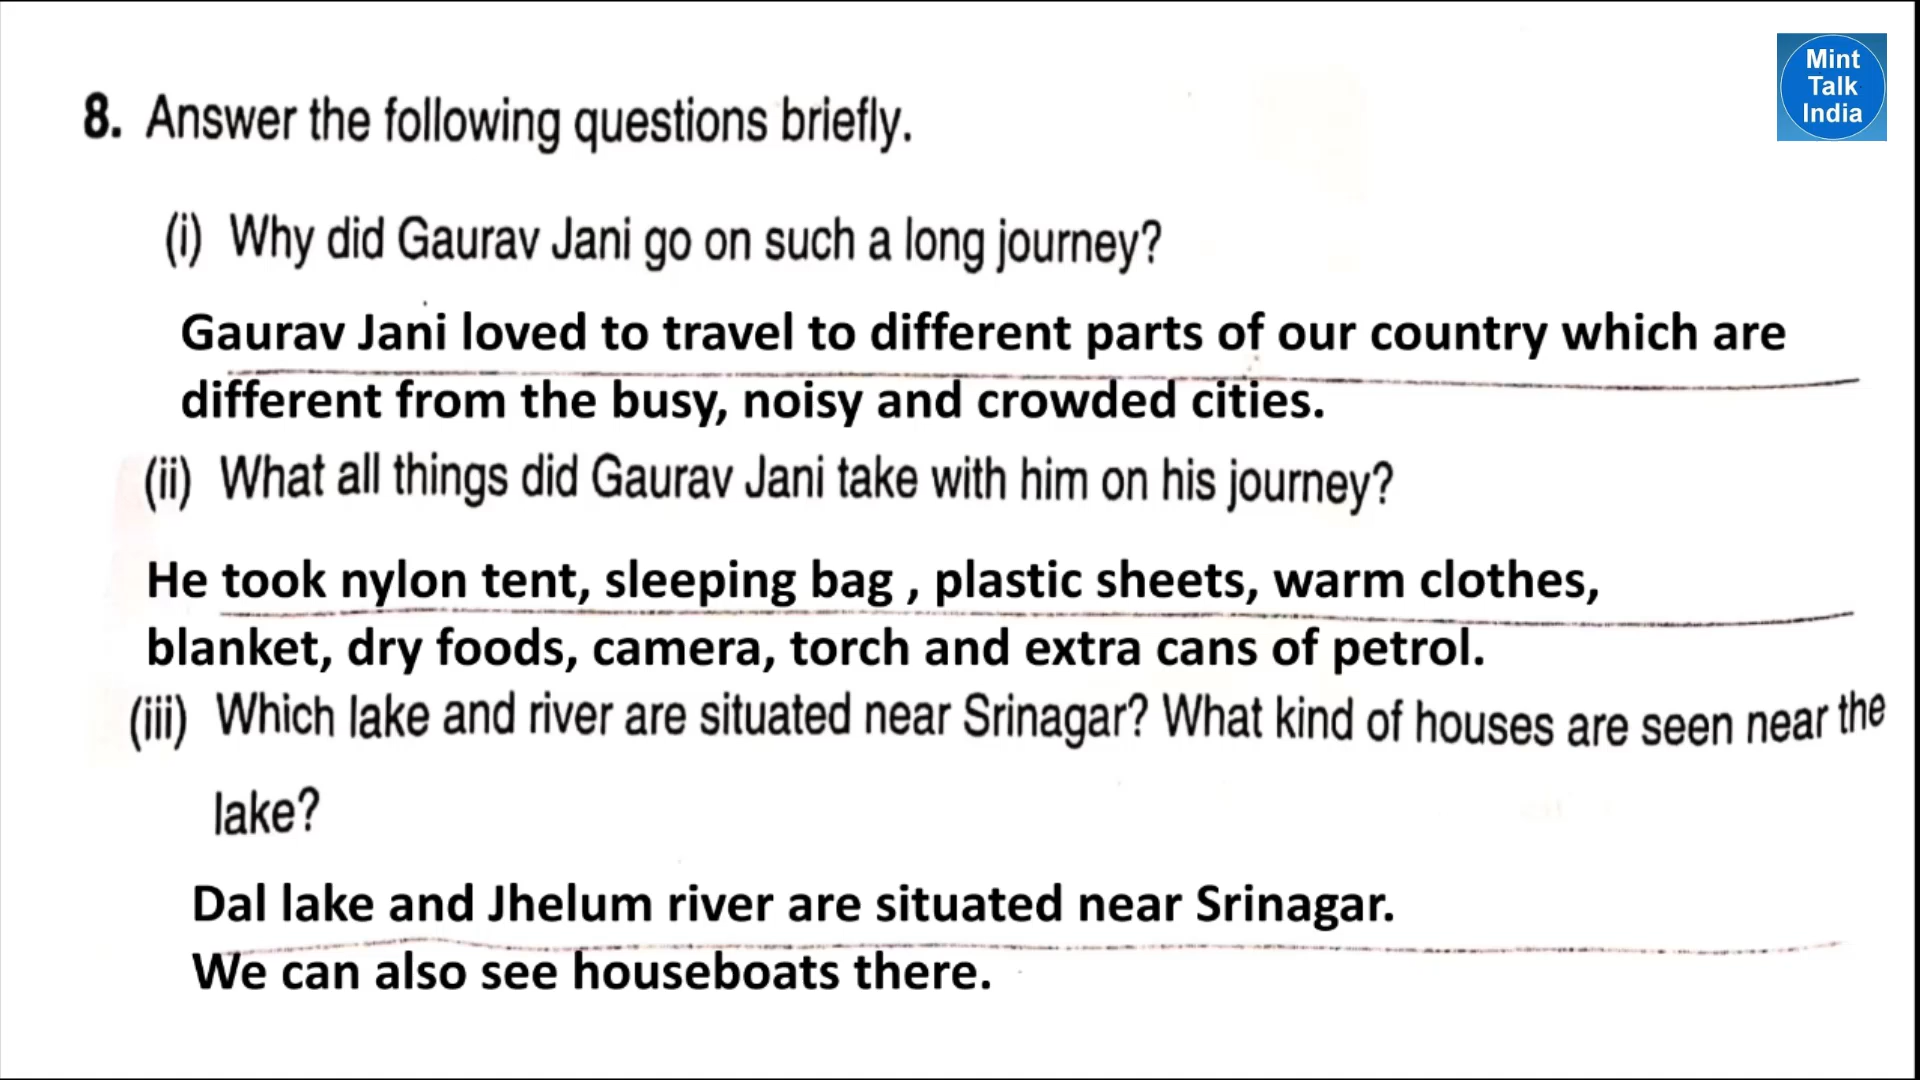 Mint
Talk
India
8. Answer the following questions briefly.
(i) Why did Gaurav Jani go on such a long journey?
Gaurav Jani loved to travel to different parts of our country which are
different from the busy, noisy and crowded cities.
(ii) What all things did Gaurav Jani take with him on his journey?
He took nylon tent, sleeping bag , plastic sheets, warm clothes,
blanket, dry foods, camera, torch and extra cans of petrol.
(iii) Which lake and river are situated near Srinagar? What kind of houses are seen near the
lake?
Dal lake and Jhelum river are situated near Srinagar.
We can also see houseboats there.